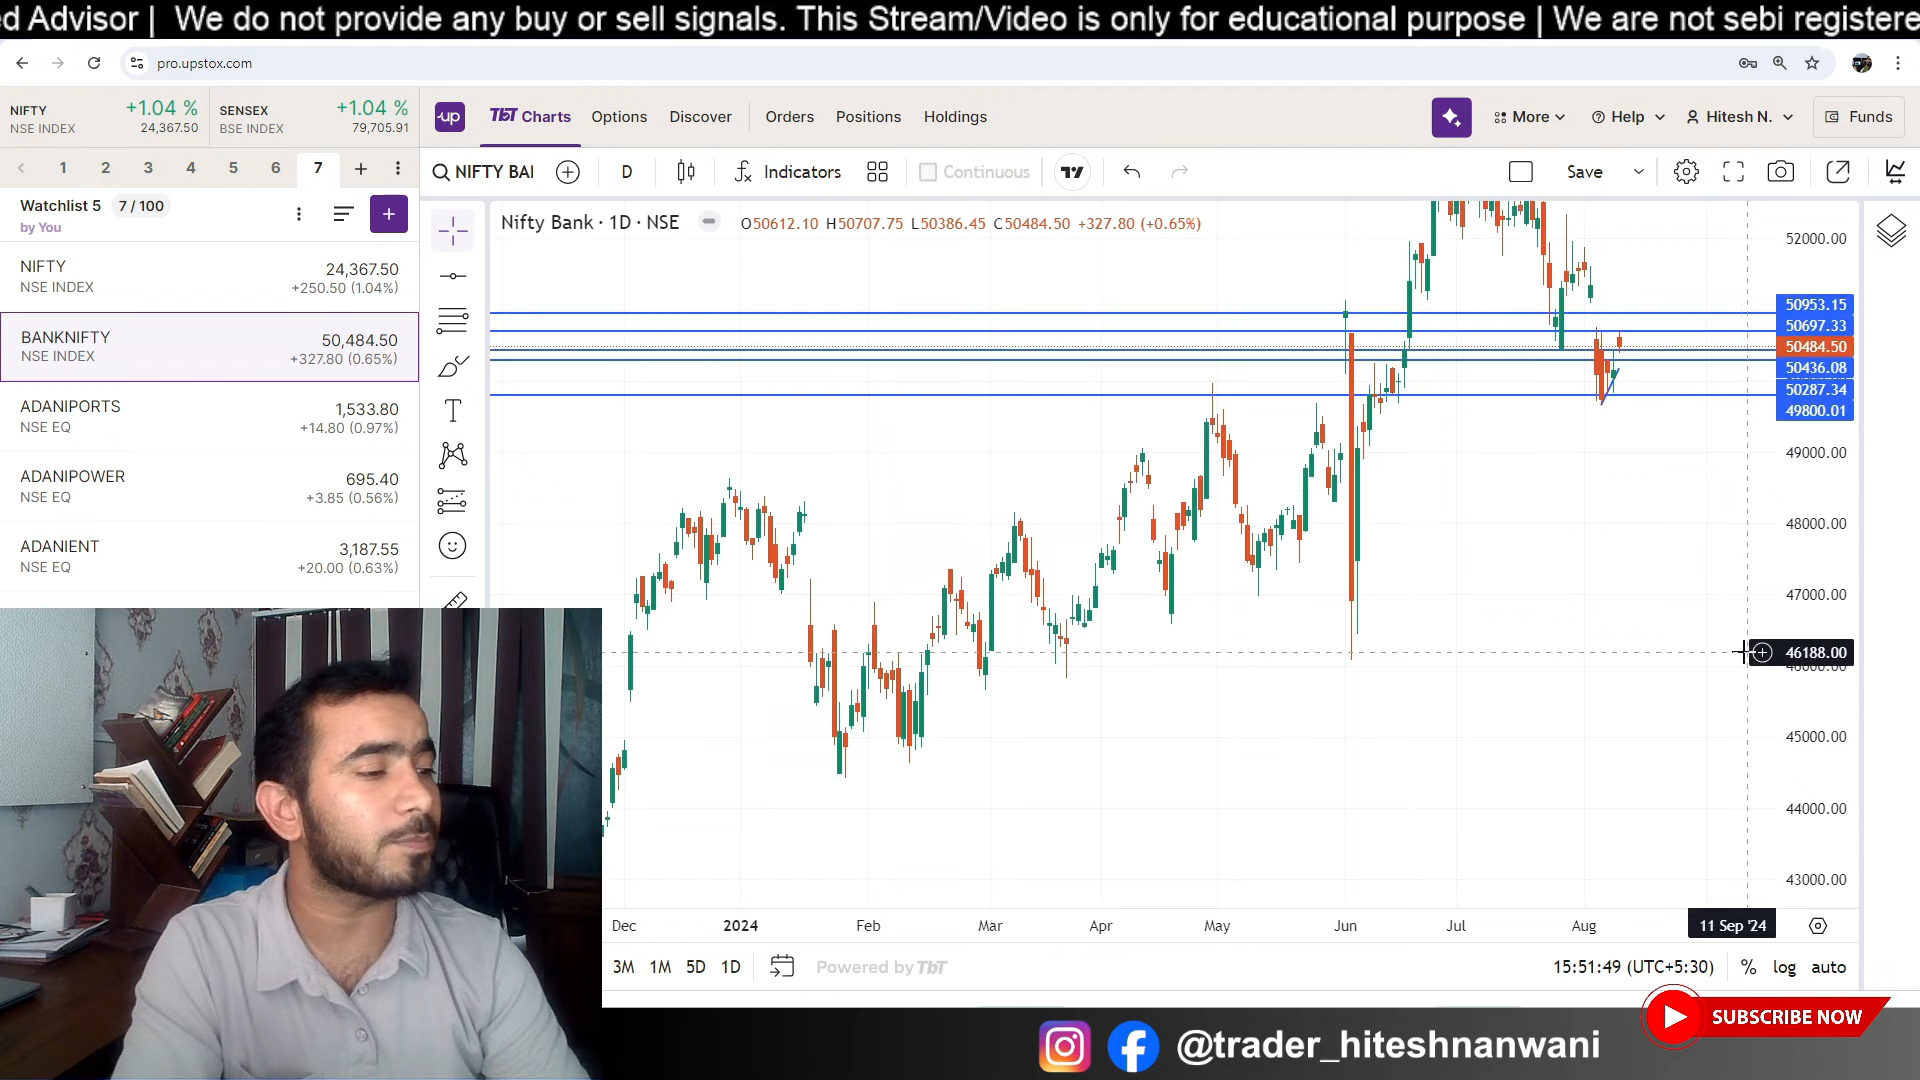 ed Advisor |  We do not provide any buy or sell signals. This Stream/Video is only for educational purpose | We are not sebi registere
pro.upstox.com
NIFTY +1.04 %
NSE INDEX 24,367.50
SENSEX +1.04 %
BSE INDEX 79,705.91
up TbT Charts Options Discover Orders Positions Holdings More Help Hitesh N. Funds
1 2 3 4 5 6 7
NIFTY BAI D Indicators Continuous Save
Watchlist 5 7 / 100
by You
Nifty Bank · 1D · NSE O50612.10 H50707.75 L50386.45 C50484.50 +327.80 (+0.65%)
NIFTY 24,367.50
NSE INDEX +250.50 (1.04%)
BANKNIFTY 50,484.50
NSE INDEX +327.80 (0.65%)
ADANIPORTS 1,533.80
NSE EQ +14.80 (0.97%)
ADANIPOWER 695.40
NSE EQ +3.85 (0.56%)
ADANIENT 3,187.55
NSE EQ +20.00 (0.63%)
52000.00
50953.15
50697.33
50484.50
50436.08
50287.34
49800.01
49000.00
48000.00
47000.00
46188.00
46000.00
45000.00
44000.00
43000.00
Dec 2024 Feb Mar Apr May Jun Jul Aug 11 Sep '24
3M 1M 5D 1D Powered by TbT 15:51:49 (UTC+5:30) % log auto
SUBSCRIBE NOW
@trader_hiteshnanwani